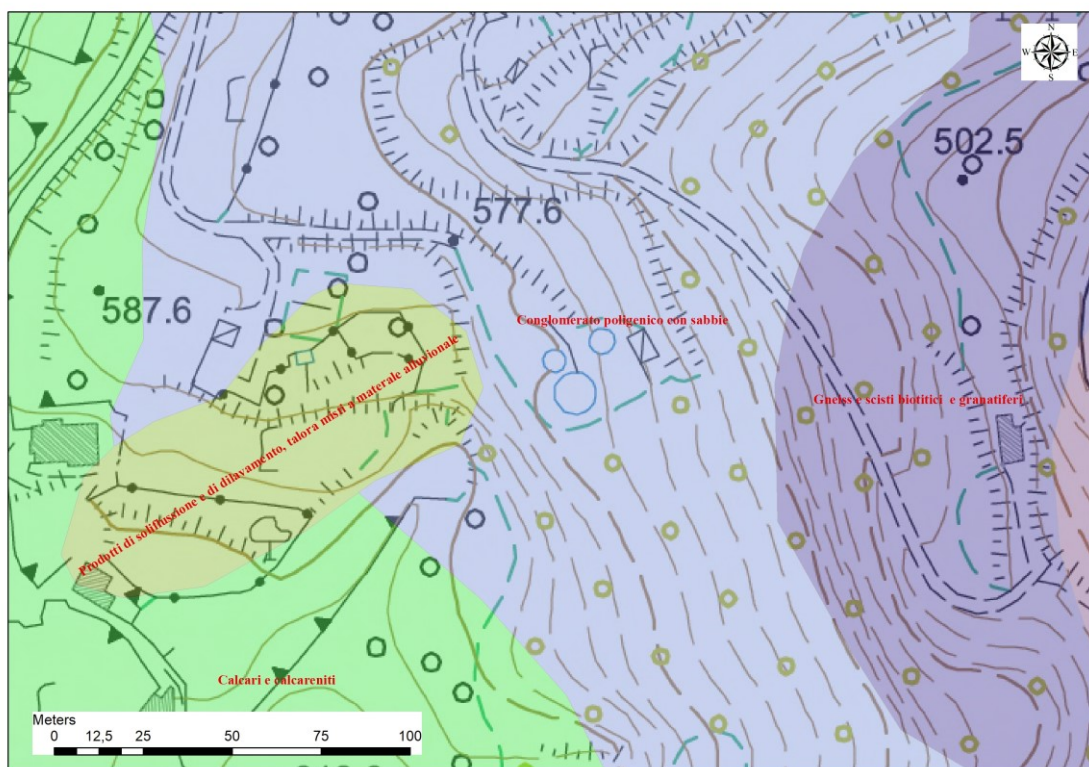 N
W E
S
502.5
577.6
587.6
Conglomerato poligenico con sabbie
Gneiss e scisti biotitici e granatiferi
Prodotti di soliflussione e di dilavamento, talora misti a materale alluvionale
Calcari e calcareniti
Meters
0 12,5 25 50 75 100